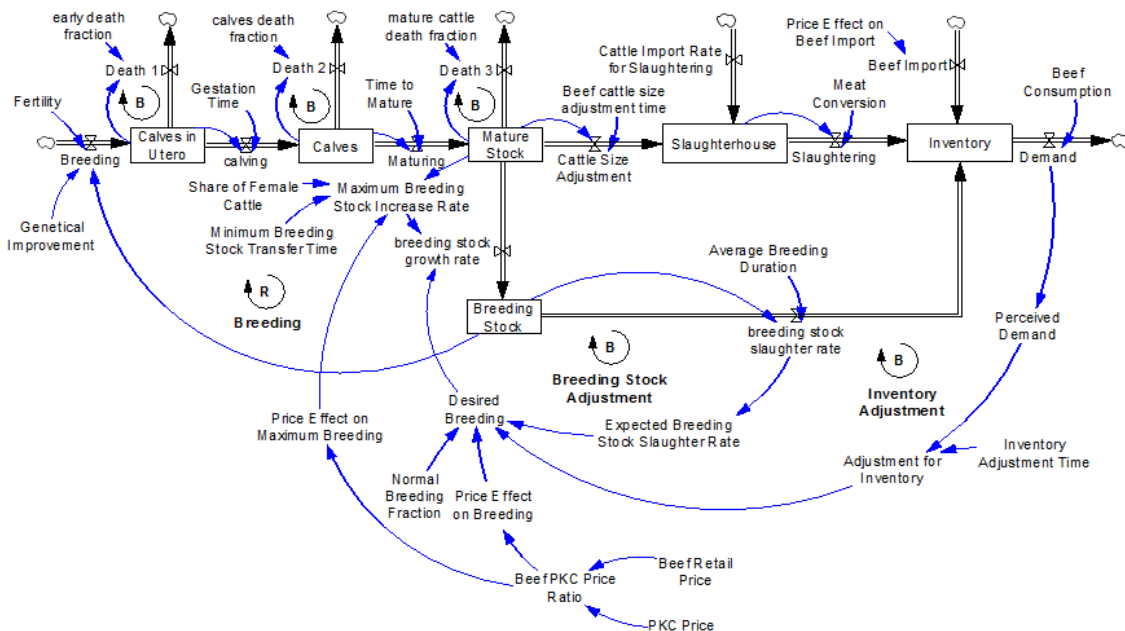 early death
fraction
calves death
fraction
mature cattle
death fraction
Price Effect on
Beef Import
Cattle Import Rate
for Slaughtering
Death 1
Death 2
Death 3
Beef Import
Fertility
B
Gestation
Time
B
Time to
Mature
B
Beef cattle size
adjustment time
Meat
Conversion
Beef
Consumption
Breeding
Calves in
Utero
calving
Calves
Maturing
Mature
Stock
Cattle Size
Adjustment
Slaughterhouse
Slaughtering
Inventory
Demand
Share of Female
Cattle
Maximum Breeding
Stock Increase Rate
Genetical
Improvement
Minimum Breeding
Stock Transfer Time
breeding stock
growth rate
Average Breeding
Duration
R
Breeding
Breeding
Stock
breeding stock
slaughter rate
Perceived
Demand
B
Breeding Stock
Adjustment
B
Inventory
Adjustment
Price Effect on
Maximum Breeding
Desired
Breeding
Expected Breeding
Stock Slaughter Rate
Adjustment for
Inventory
Inventory
Adjustment Time
Normal
Breeding
Fraction
Price Effect
on Breeding
Beef PKC Price
Ratio
Beef Retail
Price
PKC Price